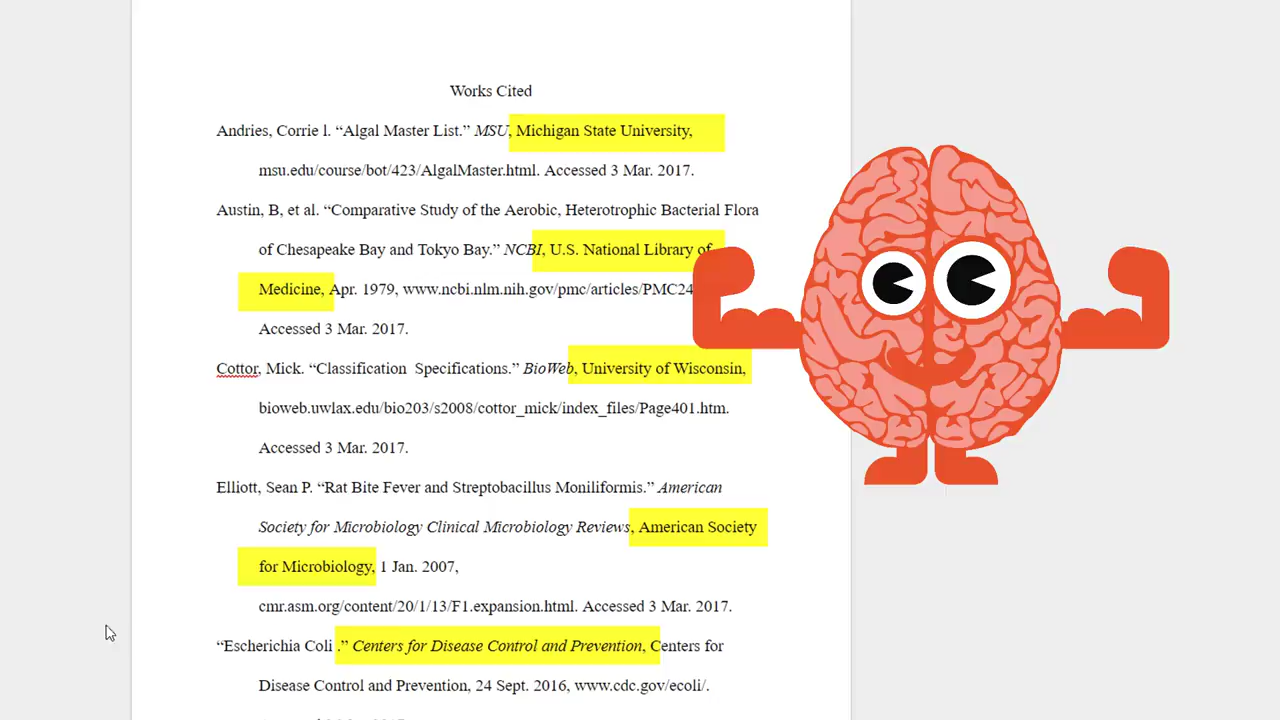 Works Cited
Andries, Corrie l. “Algal Master List.” MSU, Michigan State University,
msu.edu/course/bot/423/AlgalMaster.html. Accessed 3 Mar. 2017.
Austin, B, et al. “Comparative Study of the Aerobic, Heterotrophic Bacterial Flora
of Chesapeake Bay and Tokyo Bay.” NCBI, U.S. National Library of
Medicine, Apr. 1979, www.ncbi.nlm.nih.gov/pmc/articles/PMC24
Accessed 3 Mar. 2017.
Cottor, Mick. “Classification  Specifications.” BioWeb, University of Wisconsin,
bioweb.uwlax.edu/bio203/s2008/cottor_mick/index_files/Page401.htm.
Accessed 3 Mar. 2017.
Elliott, Sean P. “Rat Bite Fever and Streptobacillus Moniliformis.” American
Society for Microbiology Clinical Microbiology Reviews, American Society
for Microbiology, 1 Jan. 2007,
cmr.asm.org/content/20/1/13/F1.expansion.html. Accessed 3 Mar. 2017.
“Escherichia Coli .” Centers for Disease Control and Prevention, Centers for
Disease Control and Prevention, 24 Sept. 2016, www.cdc.gov/ecoli/.